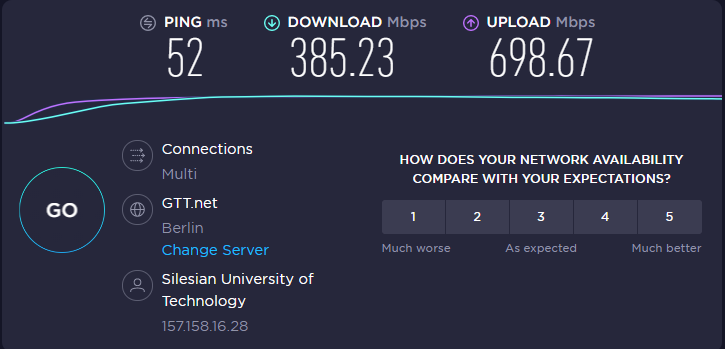 PING ms
DOWNLOAD Mbps
UPLOAD Mbps
52
385.23
698.67
Connections
Multi
GO
GTT.net
Berlin
Change Server
Silesian University of
Technology
157.158.16.28
HOW DOES YOUR NETWORK AVAILABILITY
COMPARE WITH YOUR EXPECTATIONS?
1 2 3 4 5
Much worse As expected Much better